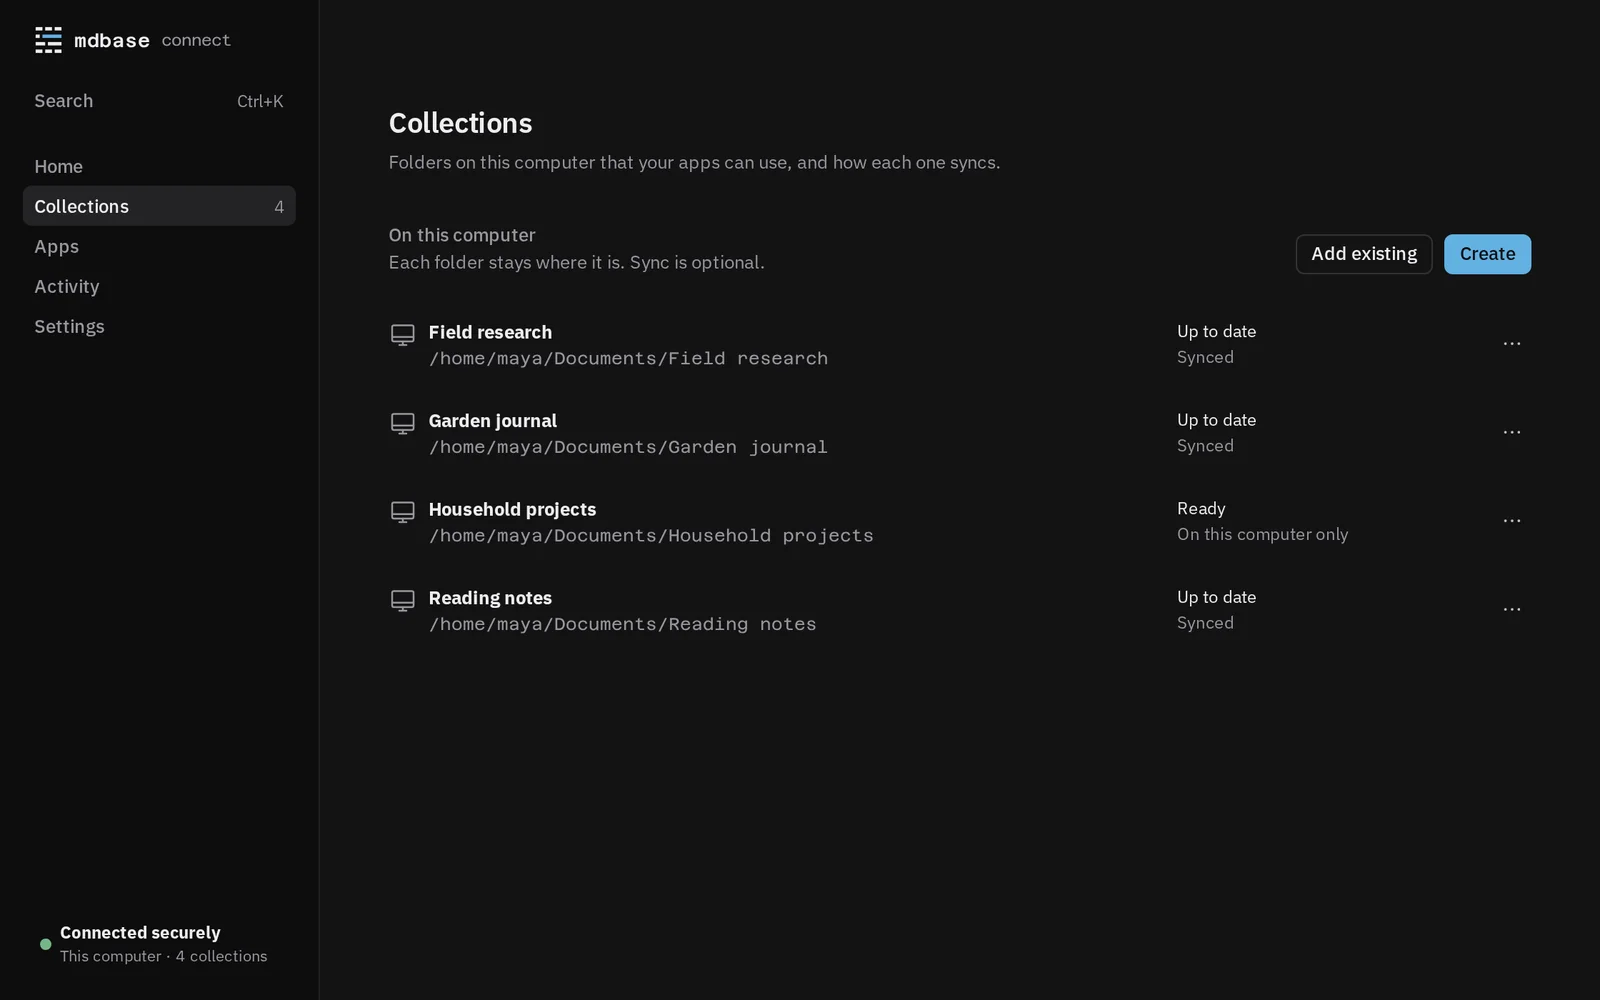 mdbase connect
Search Ctrl+K
Home
Collections 4
Apps
Activity
Settings
Connected securely
This computer · 4 collections
Collections
Folders on this computer that your apps can use, and how each one syncs.
On this computer
Each folder stays where it is. Sync is optional.
Add existing
Create
Field research
/home/maya/Documents/Field research
Up to date
Synced
...
Garden journal
/home/maya/Documents/Garden journal
Up to date
Synced
...
Household projects
/home/maya/Documents/Household projects
Ready
On this computer only
...
Reading notes
/home/maya/Documents/Reading notes
Up to date
Synced
...